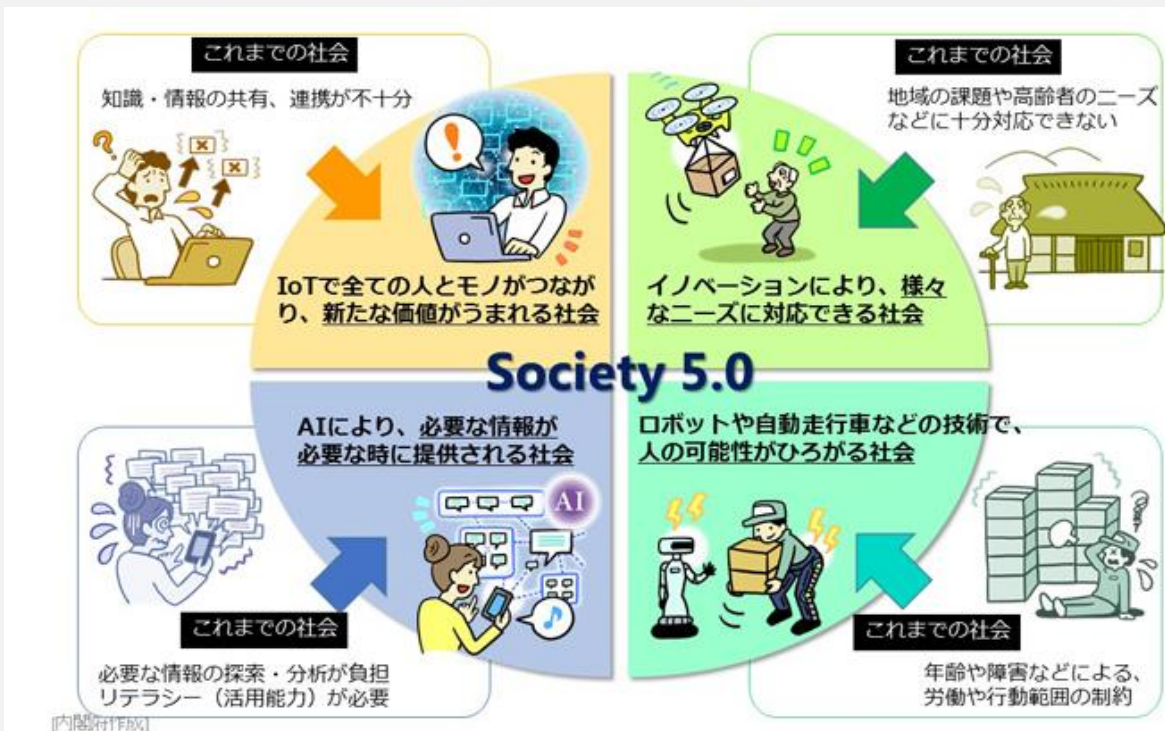 これまでの社会
知識・情報の共有、連携が不十分
IoTで全ての人とモノがつなが
り、新たな価値がうまれる社会
これまでの社会
地域の課題や高齢者のニーズ
などに十分対応できない
イノベーションにより、様々
なニーズに対応できる社会
Society 5.0
AIにより、必要な情報が
必要な時に提供される社会
AI
これまでの社会
必要な情報の探索・分析が負担
リテラシー（活用能力）が必要
ロボットや自動走行車などの技術で、
人の可能性がひろがる社会
これまでの社会
年齢や障害などによる、
労働や行動範囲の制約
[内閣府作成]